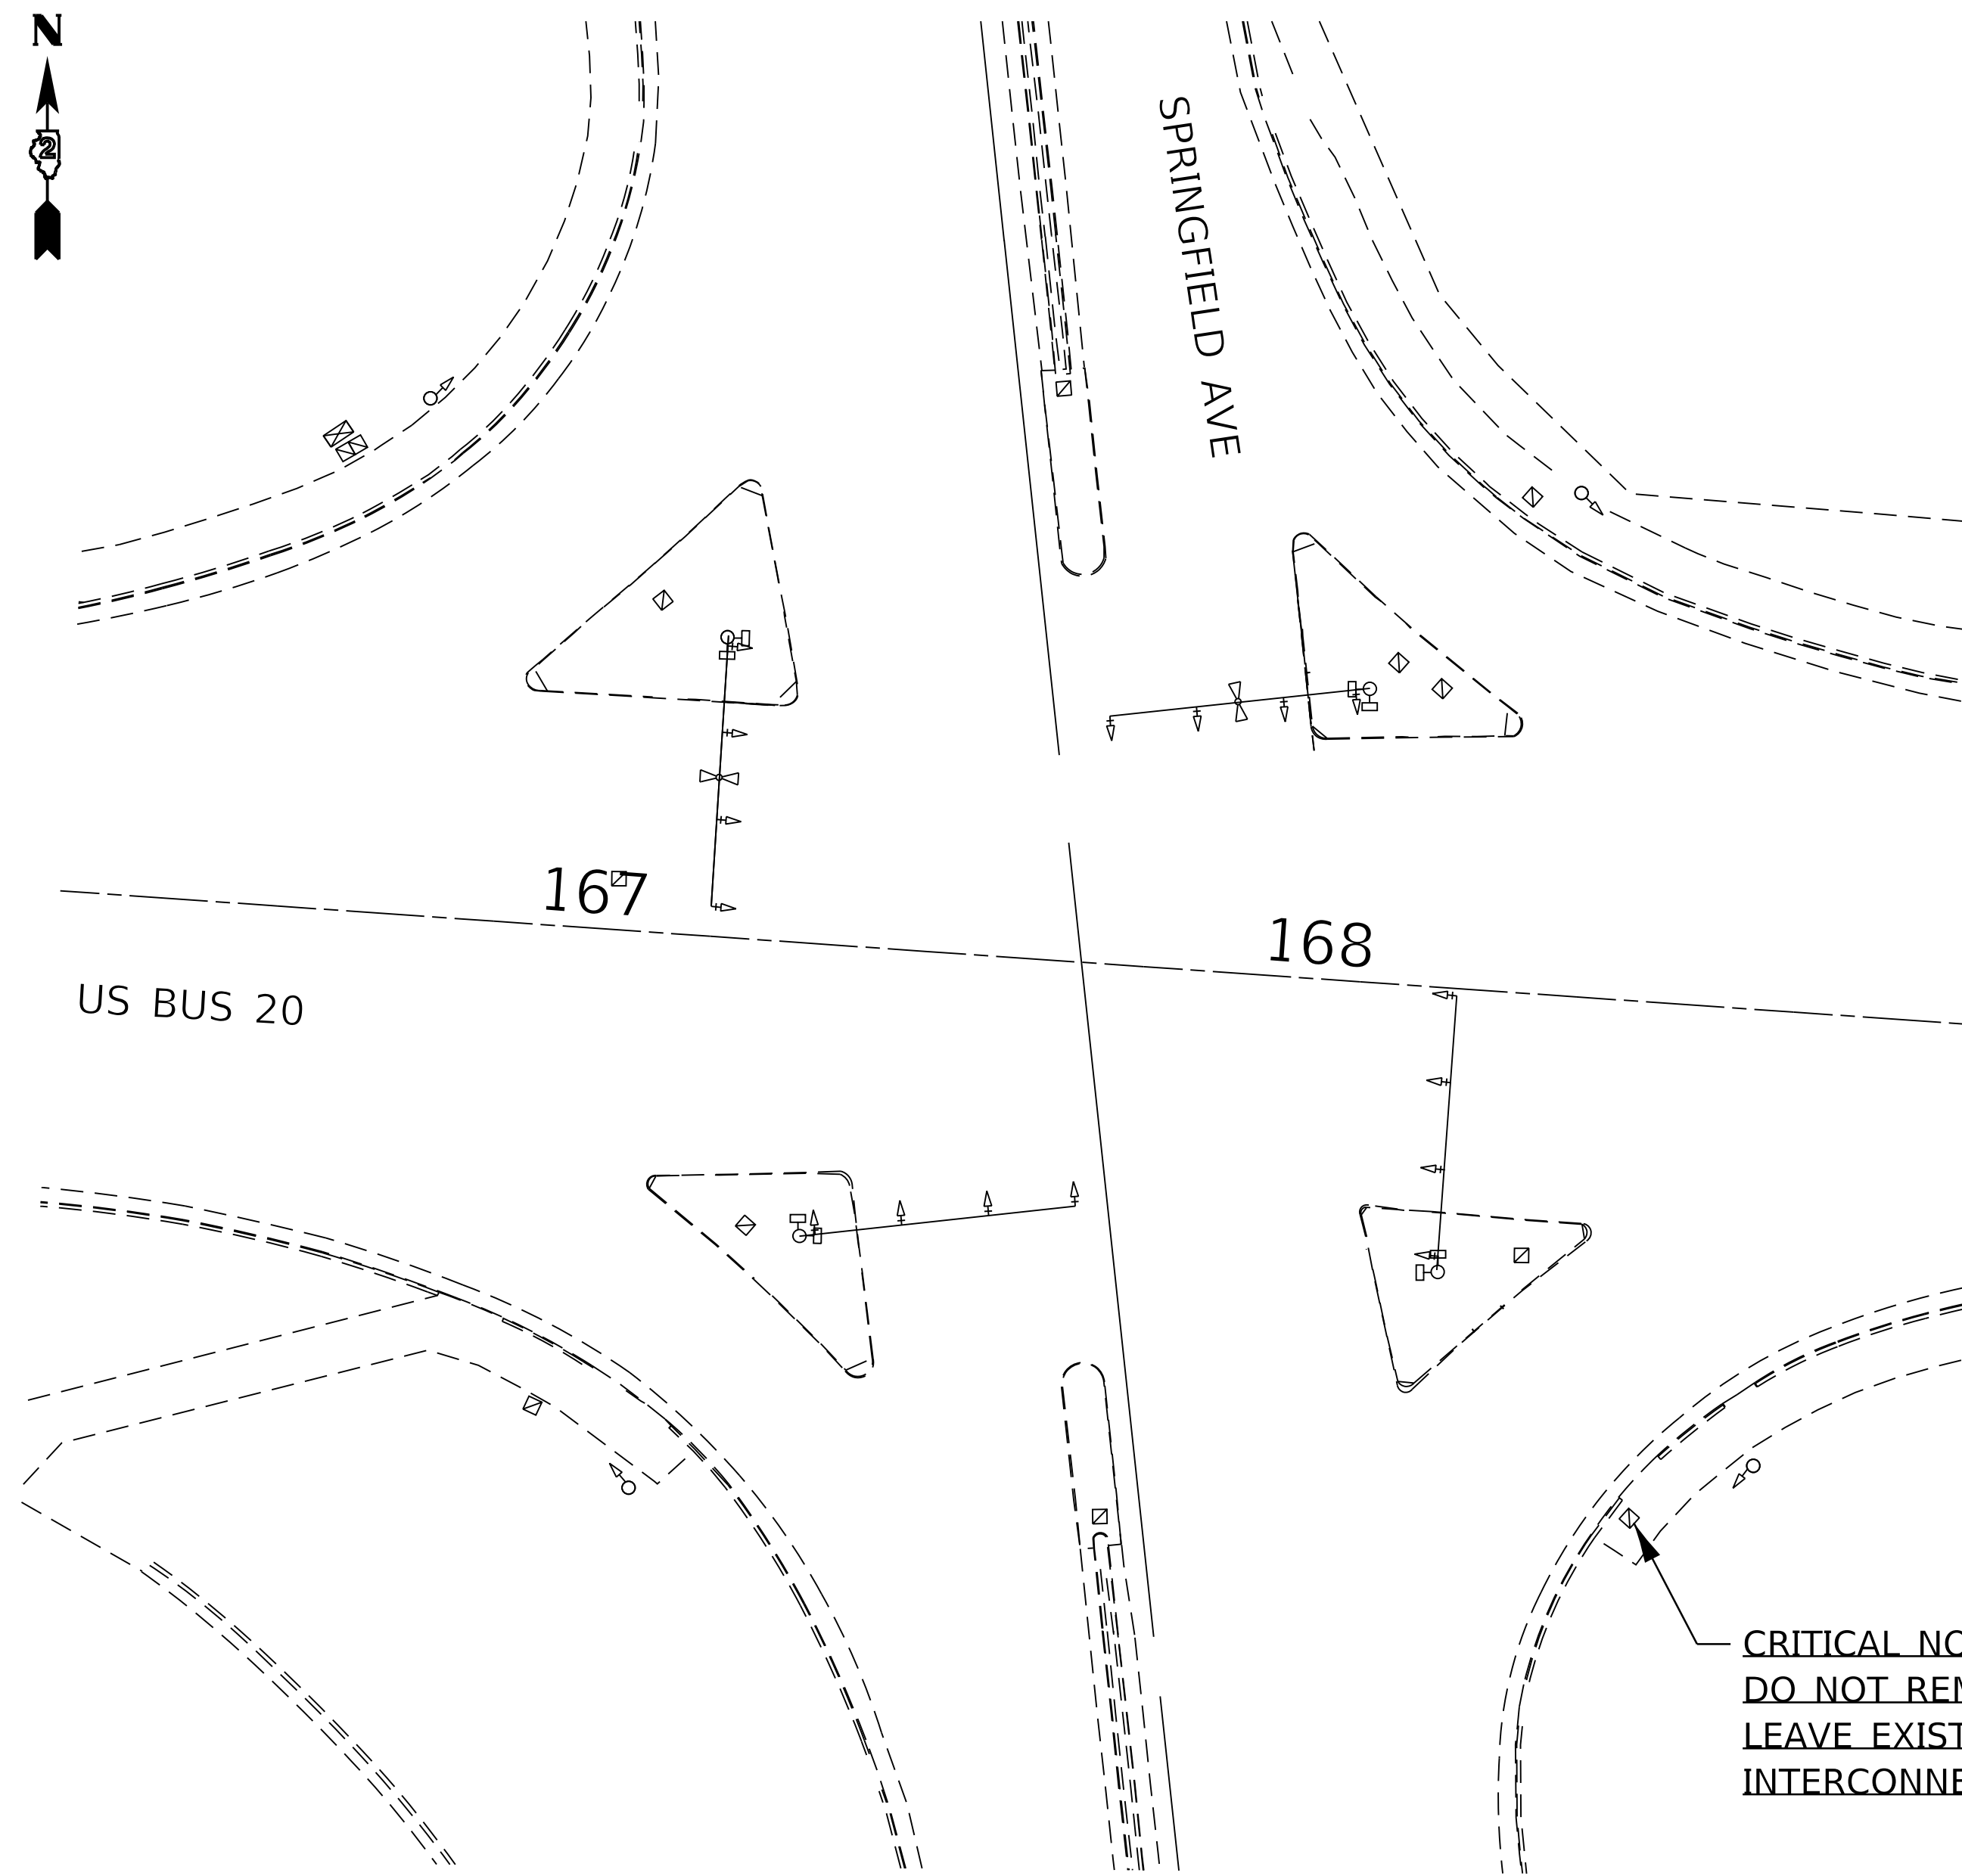 N
2
SPRINGFIELD AVE
167
168
US BUS 20
CRITICAL NO
DO NOT REM
LEAVE EXIST
INTERCONNE